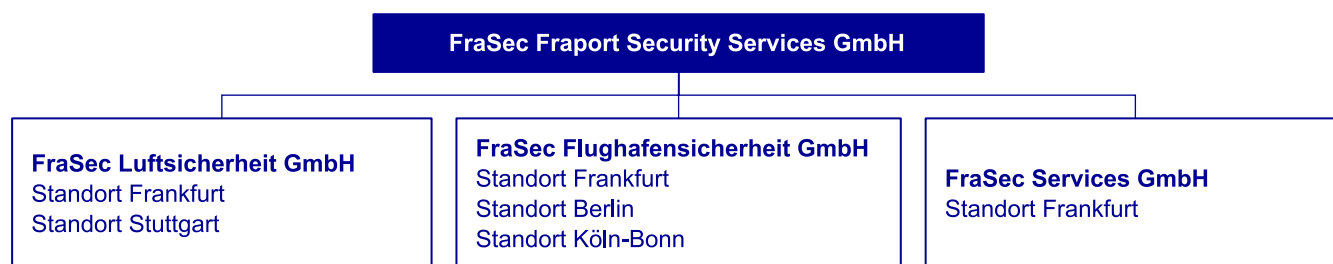 FraSec Fraport Security Services GmbH
FraSec Luftsicherheit GmbH
Standort Frankfurt
Standort Stuttgart
FraSec Flughafensicherheit GmbH
Standort Frankfurt
Standort Berlin
Standort Köln-Bonn
FraSec Services GmbH
Standort Frankfurt